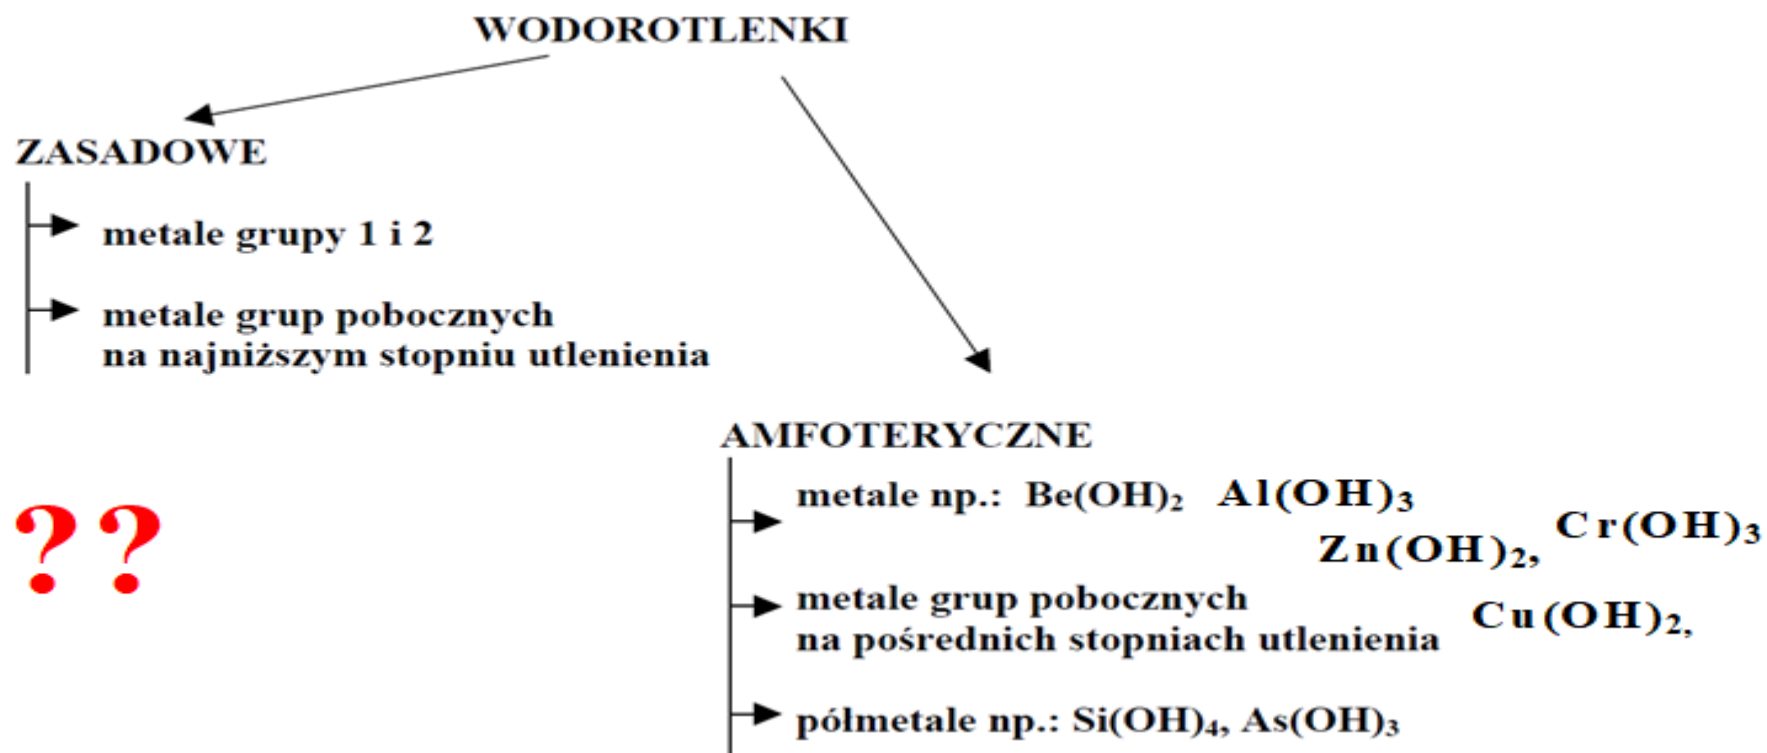 WODOROTLENKI
ZASADOWE
metale grupy 1 i 2
metale grup pobocznych
na najniższym stopniu utlenienia
??
AMFOTERYCZNE
metale np.: Be(OH)₂ Al(OH)₃
Zn(OH)₂, Cr(OH)₃
metale grup pobocznych
na pośrednich stopniach utlenienia Cu(OH)₂,
półmetale np.: Si(OH)₄, As(OH)₃